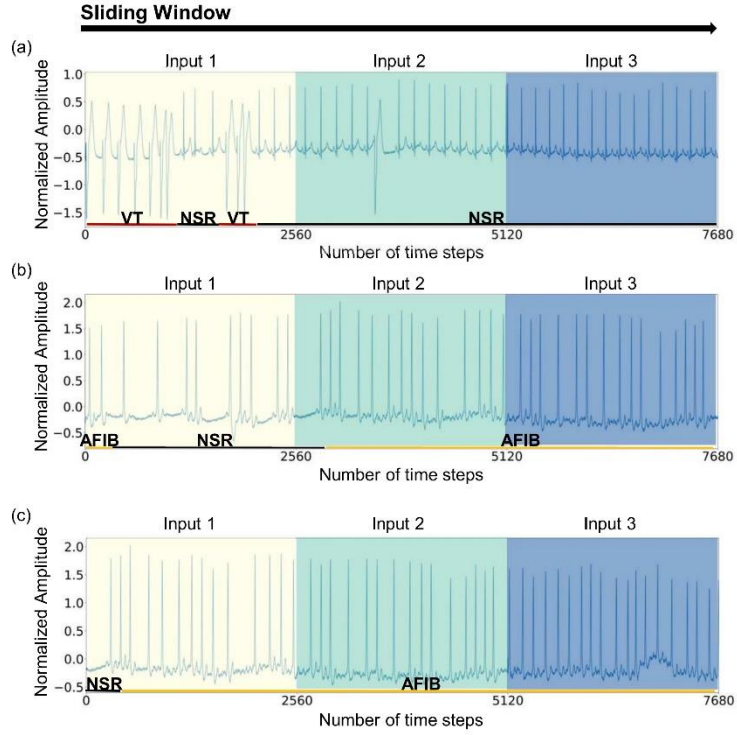 Sliding Window
(a)
Input 1 Input 2 Input 3
Normalized Amplitude
1.0
0.5
0.0
−0.5
−1.0
−1.5
VT NSR VT NSR
0 2560 5120 7680
Number of time steps
(b)
Input 1 Input 2 Input 3
Normalized Amplitude
2.0
1.5
1.0
0.5
0.0
−0.5
AFIB NSR AFIB
0 2560 5120 7680
Number of time steps
(c)
Input 1 Input 2 Input 3
Normalized Amplitude
2.0
1.5
1.0
0.5
0.0
−0.5
NSR AFIB
0 2560 5120 7680
Number of time steps